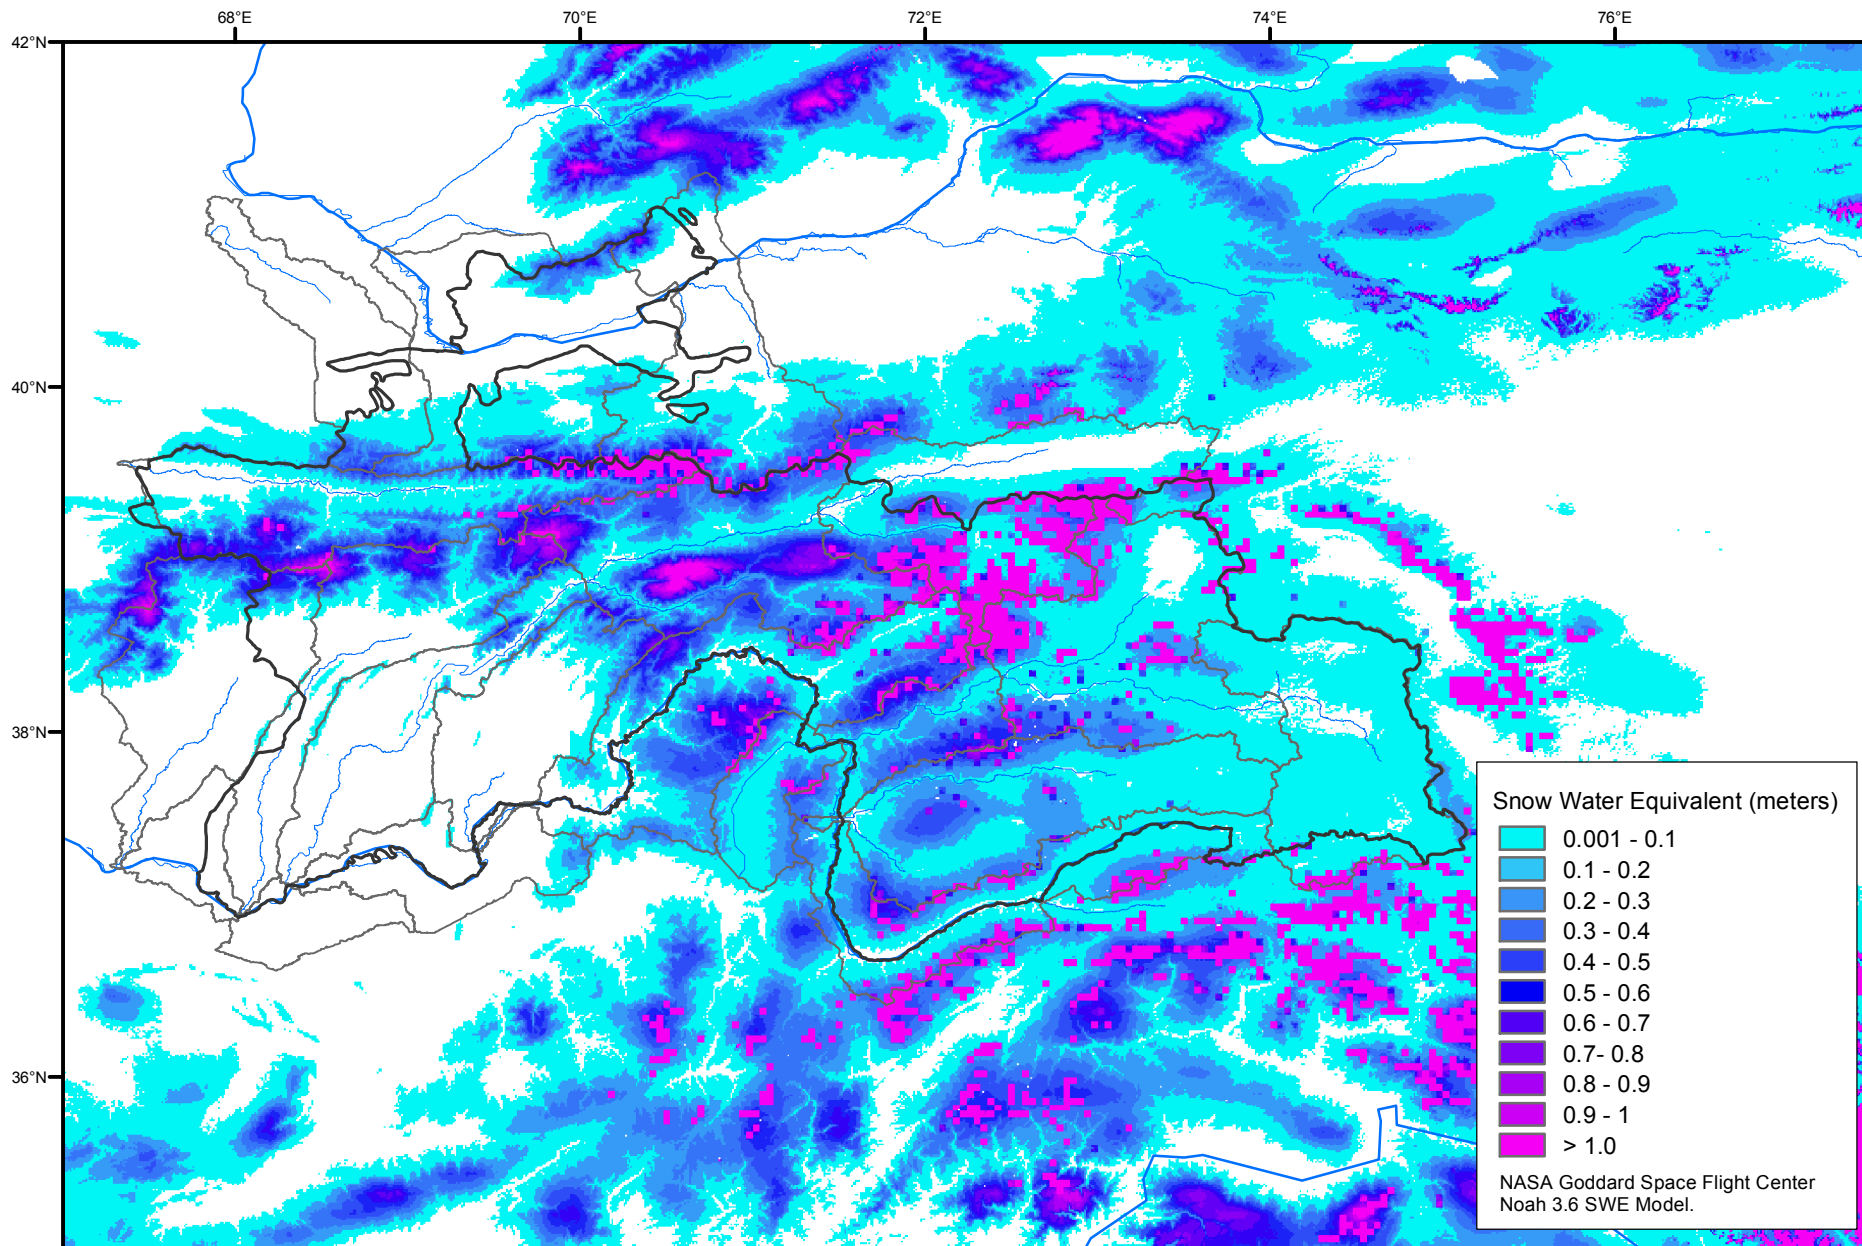 68°E
70°E
72°E
74°E
76°E
42°N
40°N
38°N
36°N
Snow Water Equivalent (meters)
0.001 - 0.1
0.1 - 0.2
0.2 - 0.3
0.3 - 0.4
0.4 - 0.5
0.5 - 0.6
0.6 - 0.7
0.7- 0.8
0.8 - 0.9
0.9 - 1
> 1.0
NASA Goddard Space Flight Center
Noah 3.6 SWE Model.